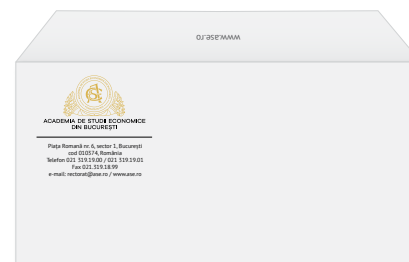 www.ase.ro
ACADEMIA DE STUDII ECONOMICE
DIN BUCUREȘTI
Piața Romană nr. 6, sector 1, București
cod 010374, România
Telefon 021 319.19.00 / 021 319.19.01
Fax 021.319.18.99
e-mail: rectorat@ase.ro / www.ase.ro